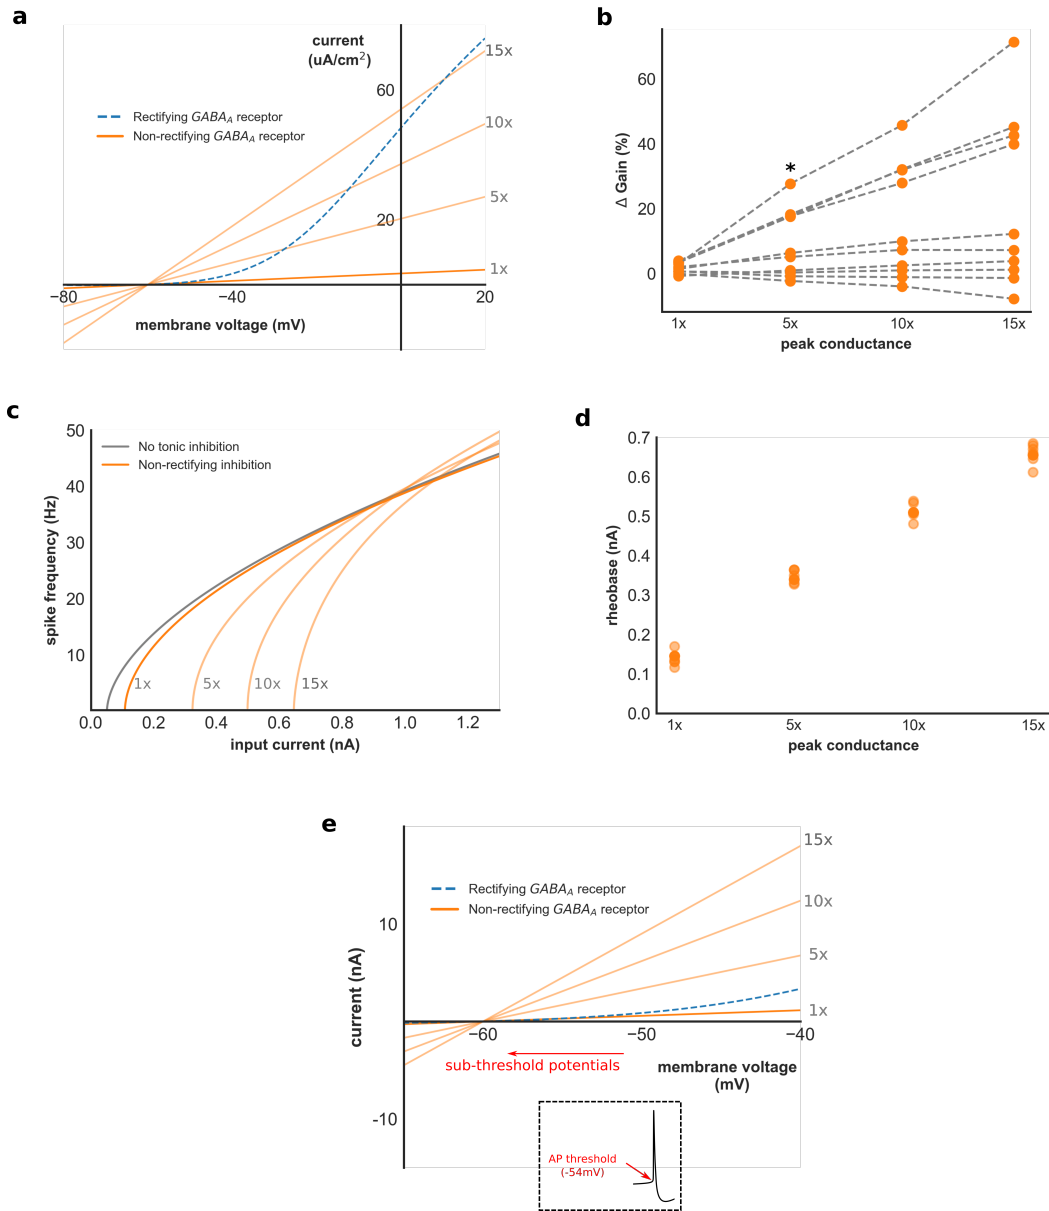 a
current
(uA/cm²)
60
20
−80
−40
20
membrane voltage (mV)
Rectifying GABA_A receptor
Non-rectifying GABA_A receptor
15x
10x
5x
1x
b
Δ Gain (%)
60
40
20
0
*
1x
5x
10x
15x
peak conductance
c
spike frequency (Hz)
50
40
30
20
10
No tonic inhibition
Non-rectifying inhibition
1x
5x
10x
15x
0.0
0.2
0.4
0.6
0.8
1.0
1.2
input current (nA)
d
rheobase (nA)
0.7
0.6
0.5
0.4
0.3
0.2
0.1
0.0
1x
5x
10x
15x
peak conductance
e
current (nA)
10
-10
Rectifying GABA_A receptor
Non-rectifying GABA_A receptor
15x
10x
5x
1x
−60
−50
−40
sub-threshold potentials
membrane voltage
(mV)
AP threshold
(-54mV)